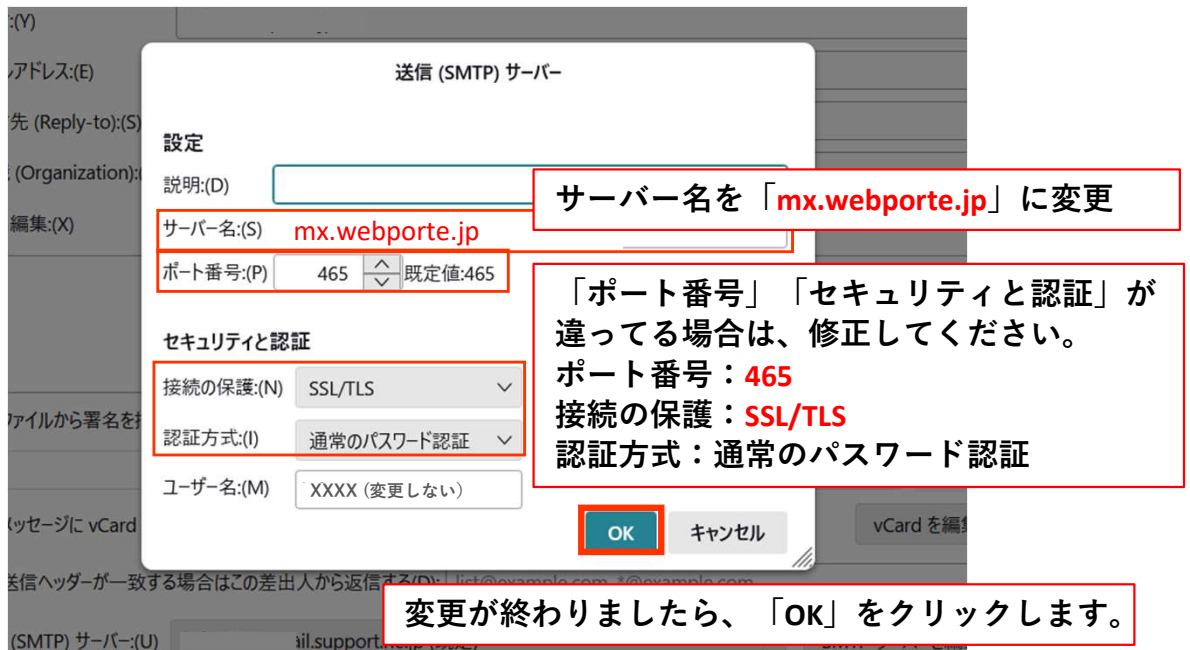 :(Y)
アドレス:(E)
先 (Reply-to):(S)
(Organization):
編集:(X)
ファイルから署名を
メッセージに vCard
vCard を編集
送信ヘッダーが一致する場合はこの差出人から返信する(D): list@example.com, *@example.com
(SMTP) サーバー:(U)
ail.support.
送信 (SMTP) サーバー
設定
説明:(D)
サーバー名:(S) mx.webporte.jp
ポート番号:(P) 465 既定値:465
セキュリティと認証
接続の保護:(N) SSL/TLS
認証方式:(I) 通常のパスワード認証
ユーザー名:(M) XXXX (変更しない)
OK キャンセル
サーバー名を「mx.webporte.jp」に変更
「ポート番号」「セキュリティと認証」が
違ってる場合は、修正してください。
ポート番号：465
接続の保護：SSL/TLS
認証方式：通常のパスワード認証
変更が終わりましたら、「OK」をクリックします。